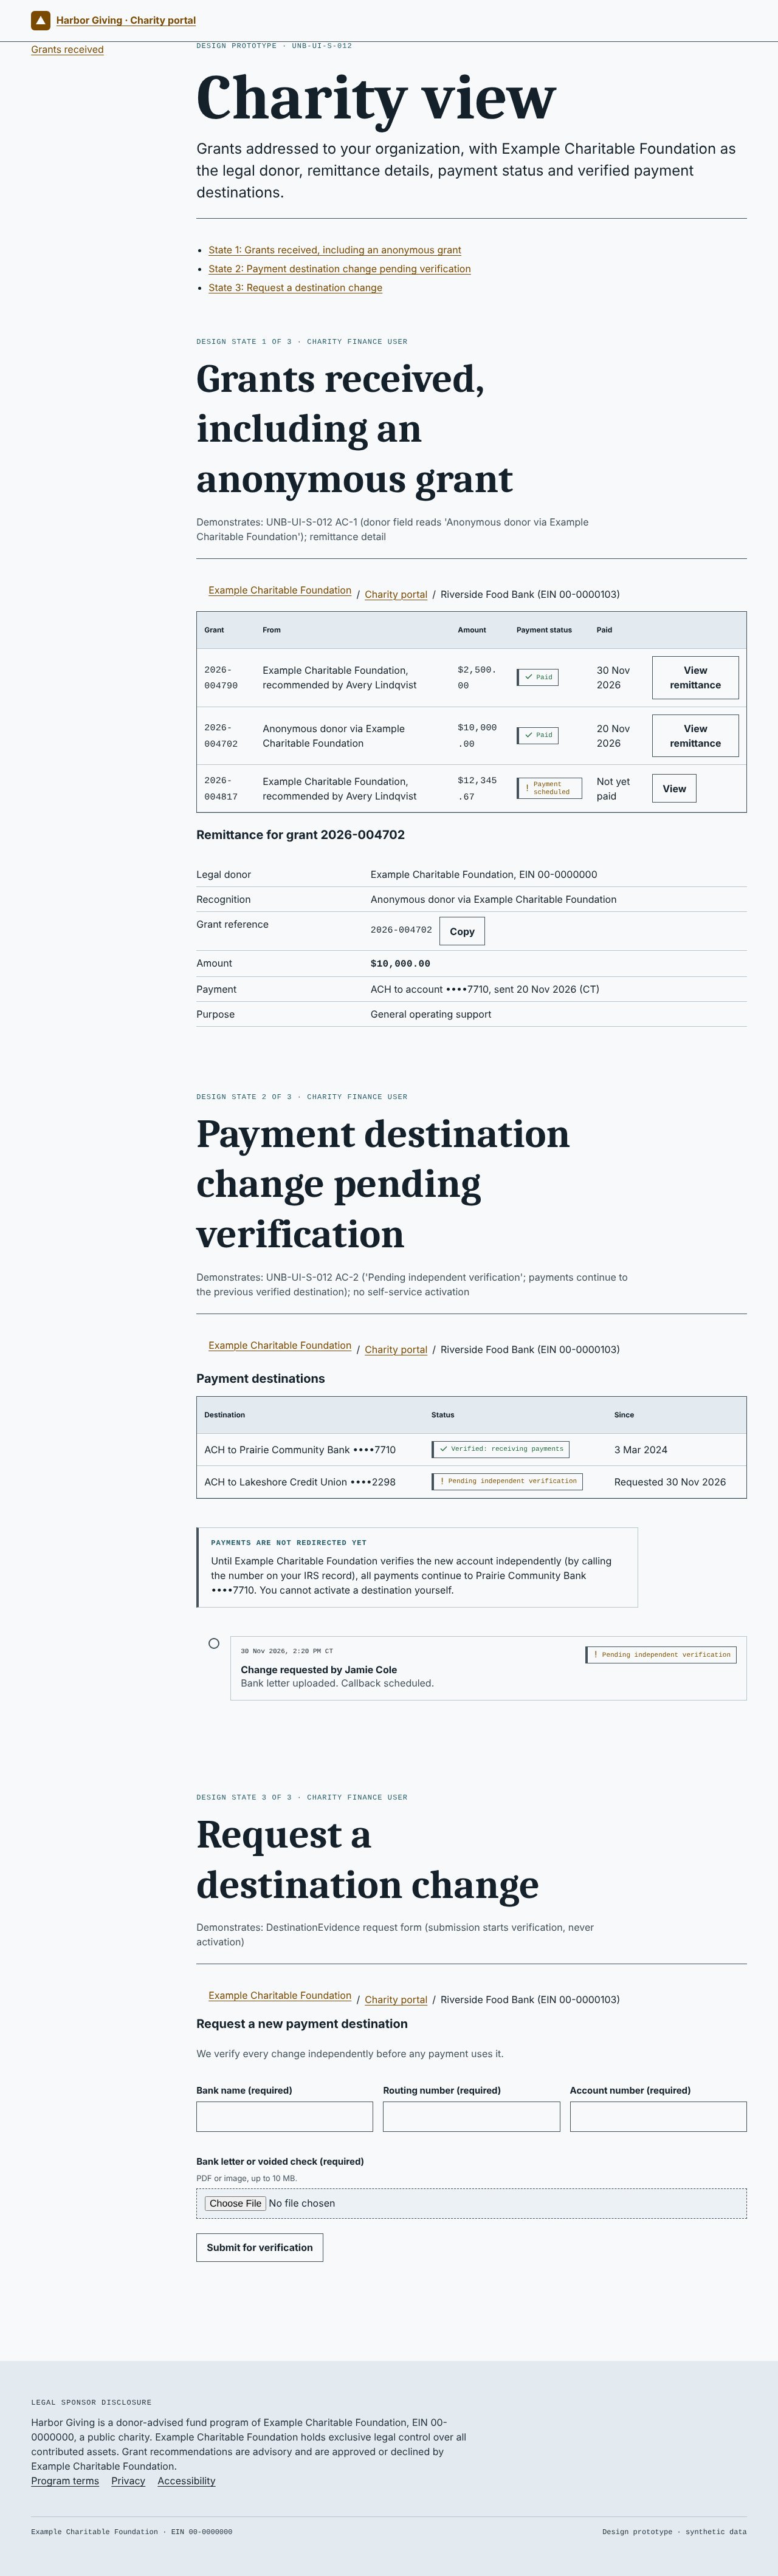 Harbor Giving · Charity portal
Grants received
DESIGN PROTOTYPE · UNB-UI-S-012
Charity view
Grants addressed to your organization, with Example Charitable Foundation as
the legal donor, remittance details, payment status and verified payment
destinations.
State 1: Grants received, including an anonymous grant
State 2: Payment destination change pending verification
State 3: Request a destination change
DESIGN STATE 1 OF 3 · CHARITY FINANCE USER
Grants received,
including an
anonymous grant
Demonstrates: UNB-UI-S-012 AC-1 (donor field reads 'Anonymous donor via Example
Charitable Foundation'); remittance detail
Example Charitable Foundation / Charity portal / Riverside Food Bank (EIN 00-0000103)
Grant From Amount Payment status Paid
2026-
004790
Example Charitable Foundation,
recommended by Avery Lindqvist
$2,500.
00
Paid
30 Nov
2026
View
remittance
2026-
004702
Anonymous donor via Example
Charitable Foundation
$10,000
.00
Paid
20 Nov
2026
View
remittance
2026-
004817
Example Charitable Foundation,
recommended by Avery Lindqvist
$12,345
.67
! Payment
scheduled
Not yet
paid
View
Remittance for grant 2026-004702
Legal donor Example Charitable Foundation, EIN 00-0000000
Recognition Anonymous donor via Example Charitable Foundation
Grant reference 2026-004702 Copy
Amount $10,000.00
Payment ACH to account ••••7710, sent 20 Nov 2026 (CT)
Purpose General operating support
DESIGN STATE 2 OF 3 · CHARITY FINANCE USER
Payment destination
change pending
verification
Demonstrates: UNB-UI-S-012 AC-2 ('Pending independent verification'; payments continue to
the previous verified destination); no self-service activation
Example Charitable Foundation / Charity portal / Riverside Food Bank (EIN 00-0000103)
Payment destinations
Destination Status Since
ACH to Prairie Community Bank ••••7710 Verified: receiving payments 3 Mar 2024
ACH to Lakeshore Credit Union ••••2298 ! Pending independent verification Requested 30 Nov 2026
PAYMENTS ARE NOT REDIRECTED YET
Until Example Charitable Foundation verifies the new account independently (by calling
the number on your IRS record), all payments continue to Prairie Community Bank
••••7710. You cannot activate a destination yourself.
30 Nov 2026, 2:20 PM CT
! Pending independent verification
Change requested by Jamie Cole
Bank letter uploaded. Callback scheduled.
DESIGN STATE 3 OF 3 · CHARITY FINANCE USER
Request a
destination change
Demonstrates: DestinationEvidence request form (submission starts verification, never
activation)
Example Charitable Foundation / Charity portal / Riverside Food Bank (EIN 00-0000103)
Request a new payment destination
We verify every change independently before any payment uses it.
Bank name (required) Routing number (required) Account number (required)
Bank letter or voided check (required)
PDF or image, up to 10 MB.
Choose File No file chosen
Submit for verification
LEGAL SPONSOR DISCLOSURE
Harbor Giving is a donor-advised fund program of Example Charitable Foundation, EIN 00-
0000000, a public charity. Example Charitable Foundation holds exclusive legal control over all
contributed assets. Grant recommendations are advisory and are approved or declined by
Example Charitable Foundation.
Program terms Privacy Accessibility
Example Charitable Foundation · EIN 00-0000000 Design prototype · synthetic data